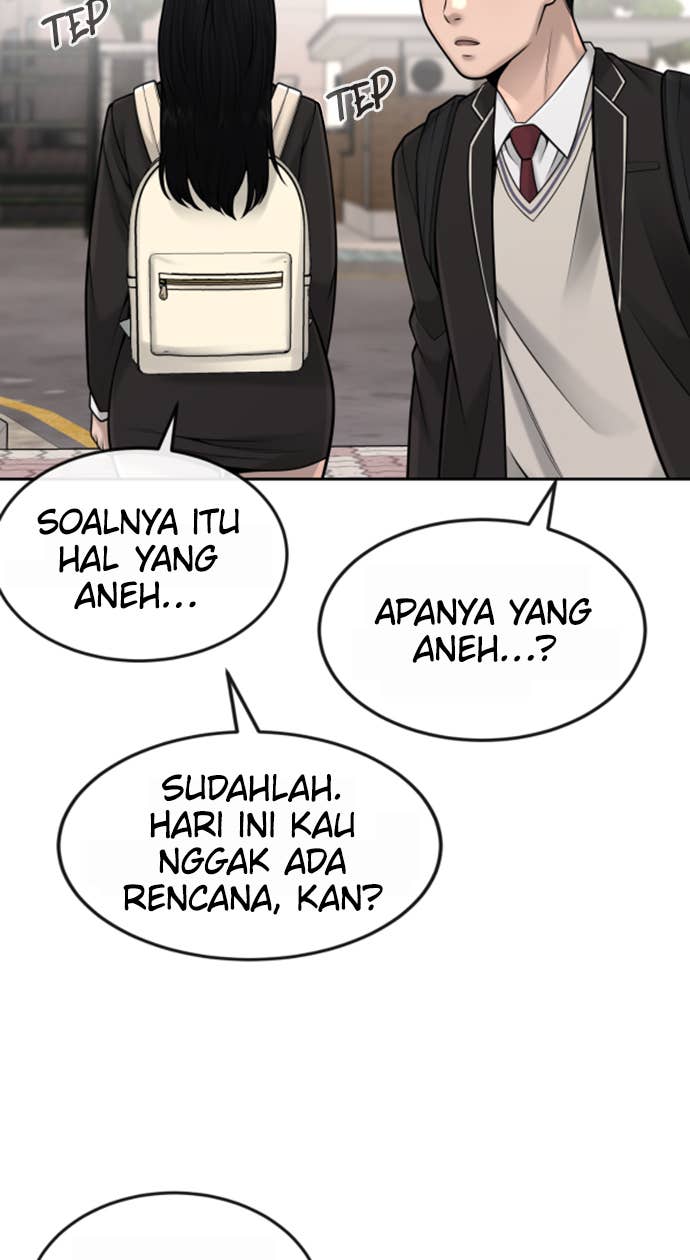 TEP
TEP
SOALNYA ITU
HAL YANG
ANEH...
APANYA YANG
ANEH...?
SUDAHLAH.
HARI INI KAU
NGGAK ADA
RENCANA, KAN?